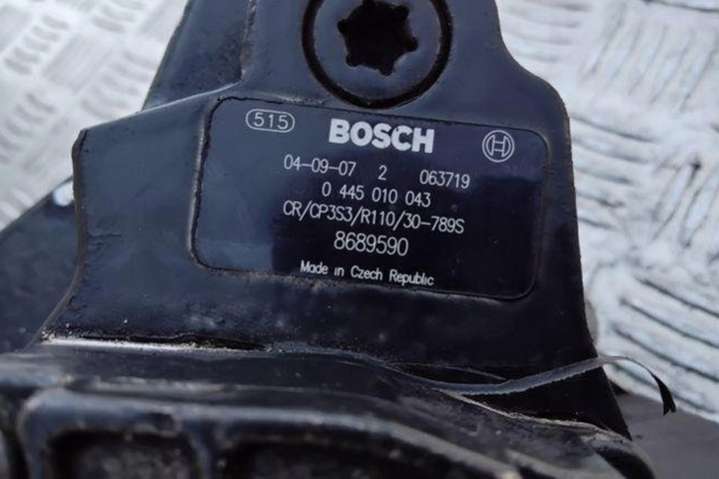 515 BOSCH
04-09-07 2 063719
0 445 010 043
CR/CP3S3/R110/30-789S
8689590
Made in Czech Republic